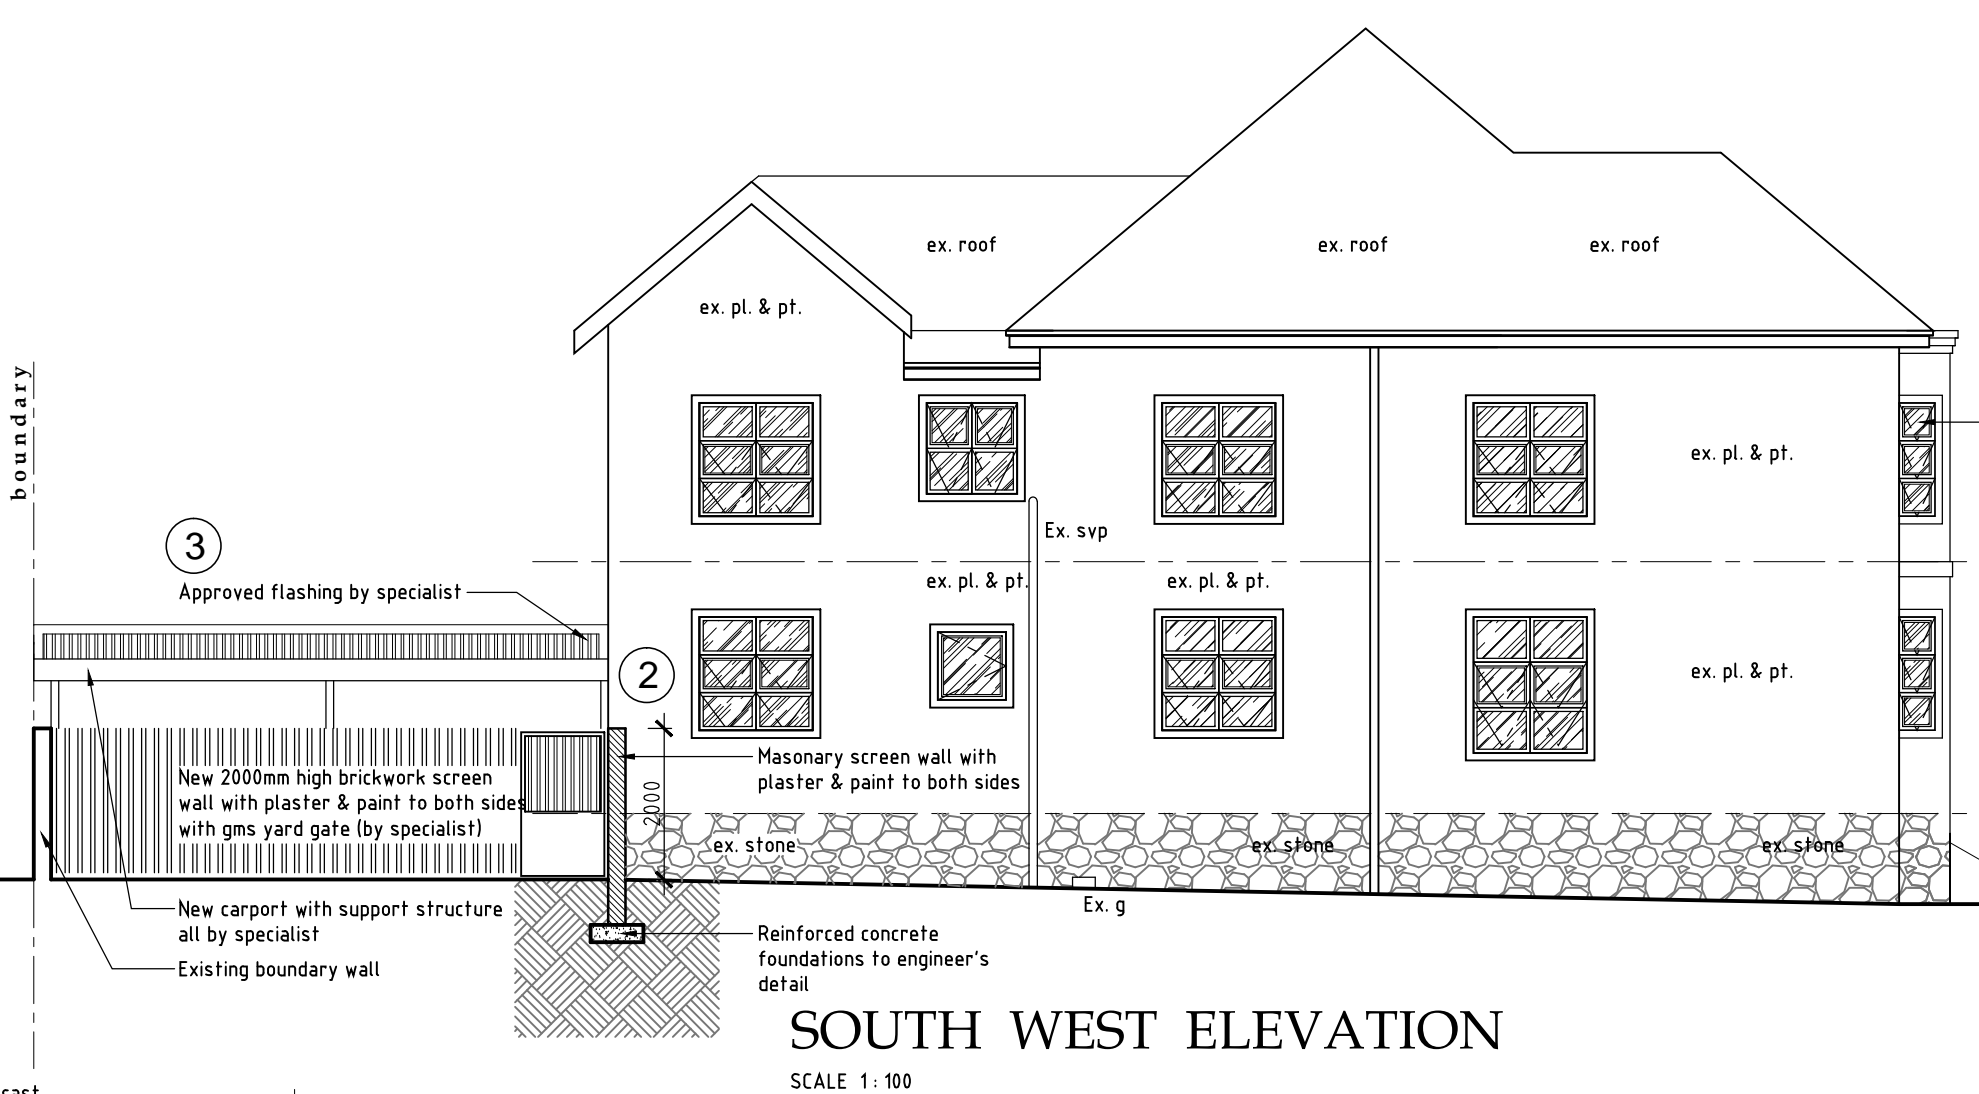 ex. roof
ex. roof
ex. roof
ex. pl. & pt.
boundary
ex. pl. & pt.
3
Ex. svp
Approved flashing by specialist
ex. pl. & pt.
ex. pl. & pt.
2
ex. pl. & pt.
Masonary screen wall with
plaster & paint to both sides
New 2000mm high brickwork screen
wall with plaster & paint to both sides
with gms yard gate (by specialist)
2000
ex. stone
ex. stone
ex. stone
New carport with support structure
all by specialist
Existing boundary wall
Ex. g
Reinforced concrete
foundations to engineer's
detail
SOUTH WEST ELEVATION
SCALE 1 : 100